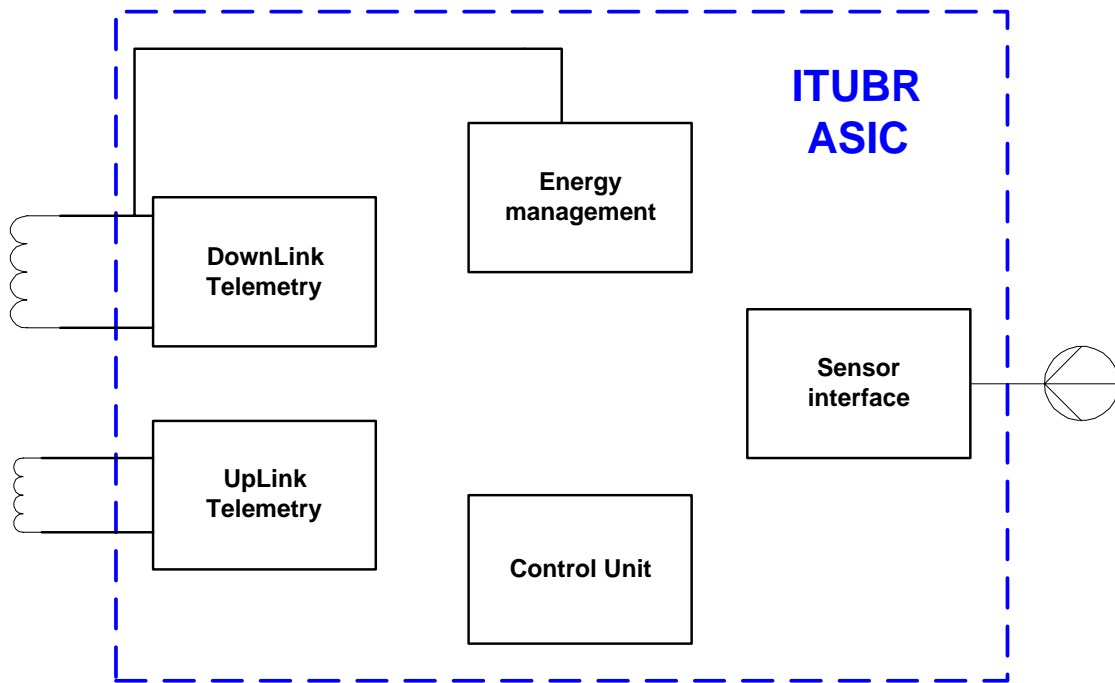 ITUBR
ASIC
Energy
management
DownLink
Telemetry
Sensor
interface
UpLink
Telemetry
Control Unit